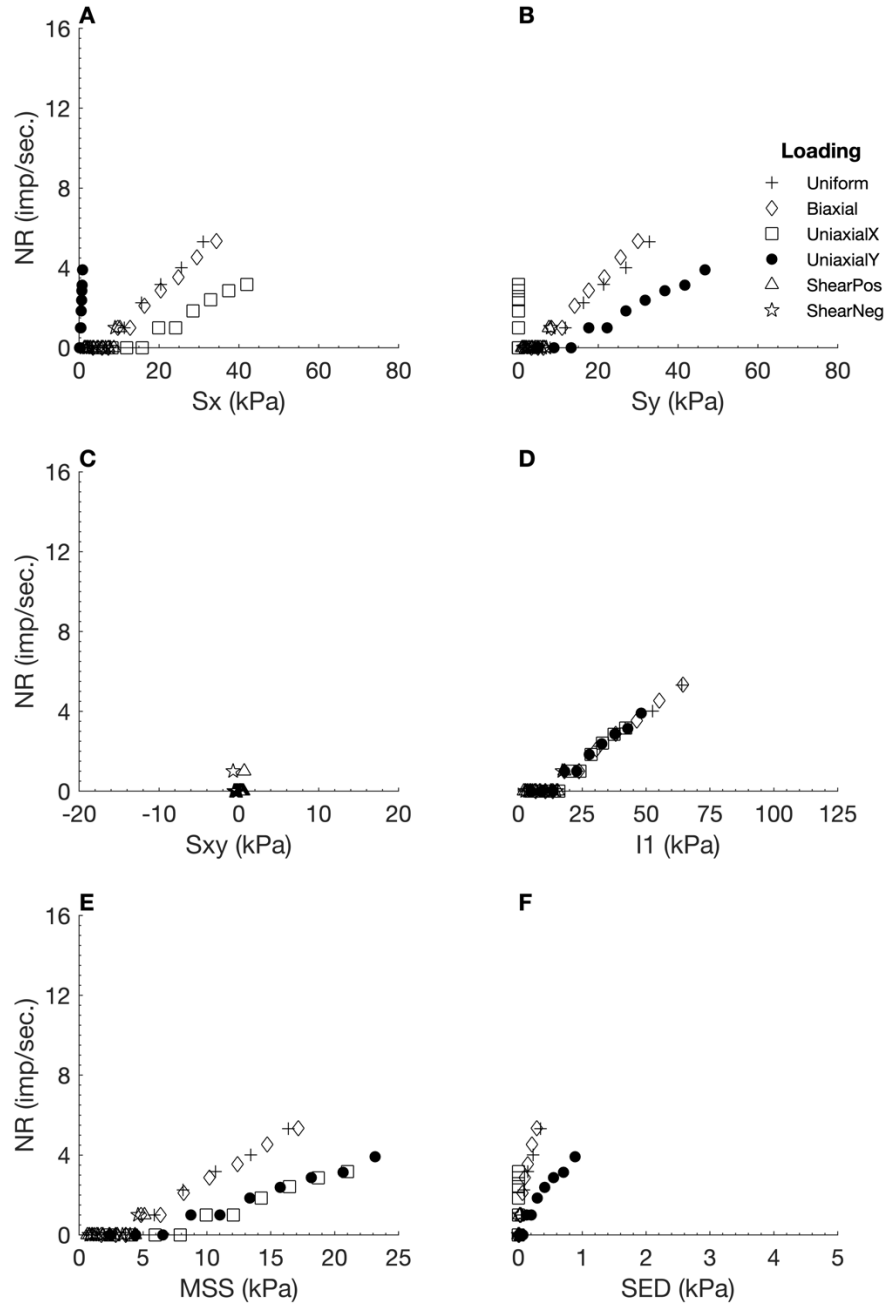 A
B
16
12
8
4
0
NR (imp/sec.)
0 20 40 60 80
Sx (kPa)
0 20 40 60 80
Sy (kPa)
Loading
Uniform
Biaxial
UniaxialX
UniaxialY
ShearPos
ShearNeg
C
D
16
12
8
4
0
NR (imp/sec.)
-20 -10 0 10 20
Sxy (kPa)
0 25 50 75 100 125
I1 (kPa)
E
F
16
12
8
4
0
NR (imp/sec.)
0 5 10 15 20 25
MSS (kPa)
0 1 2 3 4 5
SED (kPa)